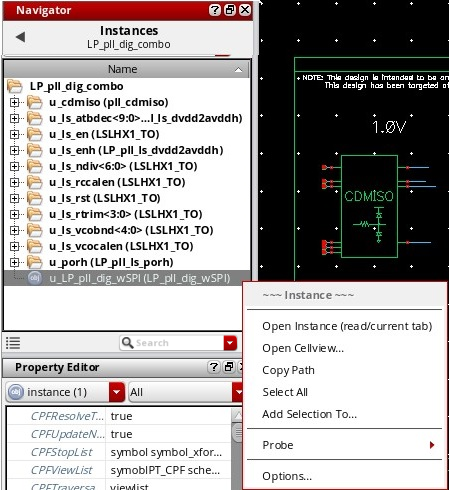 Navigator
Instances
LP_pll_dig_combo
Name
LP_pll_dig_combo
u_cdmiso (pll_cdmiso)
u_ls_atbdec<9:0>...l_ls_dvdd2avddh)
u_ls_en (LSLHX1_TO)
u_ls_enh (LP_pll_ls_dvdd2avddh)
u_ls_ndiv<6:0> (LSLHX1_TO)
u_ls_rccalen (LSLHX1_TO)
u_ls_rst (LSLHX1_TO)
u_ls_rtrim<3:0> (LSLHX1_TO)
u_ls_vcobnd<4:0> (LSLHX1_TO)
u_ls_vcocalen (LSLHX1_TO)
u_porh (LP_pll_ls_porh)
u_LP_pll_dig_wSPI (LP_pll_dig_wSPI)
Search
Property Editor
instance (1)
All
CPFResolveT... true
CPFUpdateN... true
CPFStopList symbol symbol_xfor...
CPFViewList symoblPT_CPF sche...
CPFTraversa viewlist
NOTE: This design is intended to be an
This design has been targeted of
1.0V
CDMISO
~~~ Instance ~~~
Open Instance (read/current tab)
Open Cellview...
Copy Path
Select All
Add Selection To...
Probe
Options...